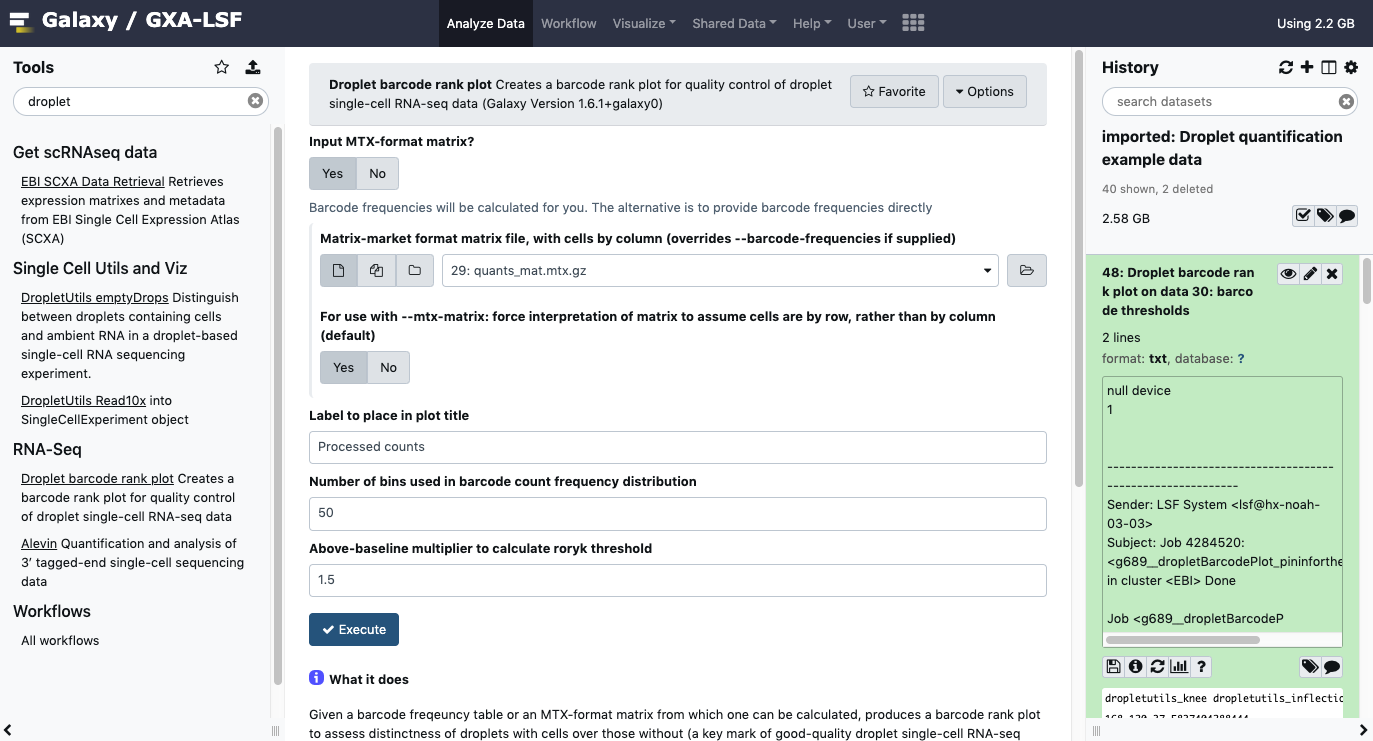 Galaxy / GXA-LSF
Analyze Data Workflow Visualize Shared Data Help User
Using 2.2 GB
Tools
droplet
Get scRNAseq data
EBI SCXA Data Retrieval Retrieves
expression matrixes and metadata
from EBI Single Cell Expression Atlas
(SCXA)
Single Cell Utils and Viz
DropletUtils emptyDrops Distinguish
between droplets containing cells
and ambient RNA in a droplet-based
single-cell RNA sequencing
experiment.
DropletUtils Read10x into
SingleCellExperiment object
RNA-Seq
Droplet barcode rank plot Creates a
barcode rank plot for quality control
of droplet single-cell RNA-seq data
Alevin Quantification and analysis of
3’ tagged-end single-cell sequencing
data
Workflows
All workflows
Droplet barcode rank plot Creates a barcode rank plot for quality control of droplet
single-cell RNA-seq data (Galaxy Version 1.6.1+galaxy0)
Favorite
Options
Input MTX-format matrix?
Yes No
Barcode frequencies will be calculated for you. The alternative is to provide barcode frequencies directly
Matrix-market format matrix file, with cells by column (overrides --barcode-frequencies if supplied)
29: quants_mat.mtx.gz
For use with --mtx-matrix: force interpretation of matrix to assume cells are by row, rather than by column
(default)
Yes No
Label to place in plot title
Processed counts
Number of bins used in barcode count frequency distribution
50
Above-baseline multiplier to calculate roryk threshold
1.5
Execute
What it does
Given a barcode freqeuncy table or an MTX-format matrix from which one can be calculated, produces a barcode rank plot
to assess distinctness of droplets with cells over those without (a key mark of good-quality droplet single-cell RNA-seq
History
search datasets
imported: Droplet quantification
example data
40 shown, 2 deleted
2.58 GB
48: Droplet barcode ran
k plot on data 30: barco
de thresholds
2 lines
format: txt, database: ?
null device
1
--------------------------------------
----------------------
Sender: LSF System <lsf@hx-noah-
03-03>
Subject: Job 4284520:
<g689__dropletBarcodePlot_pininforthe
in cluster <EBI> Done
Job <g689__dropletBarcodeP
dropletutils_knee dropletutils_inflectio